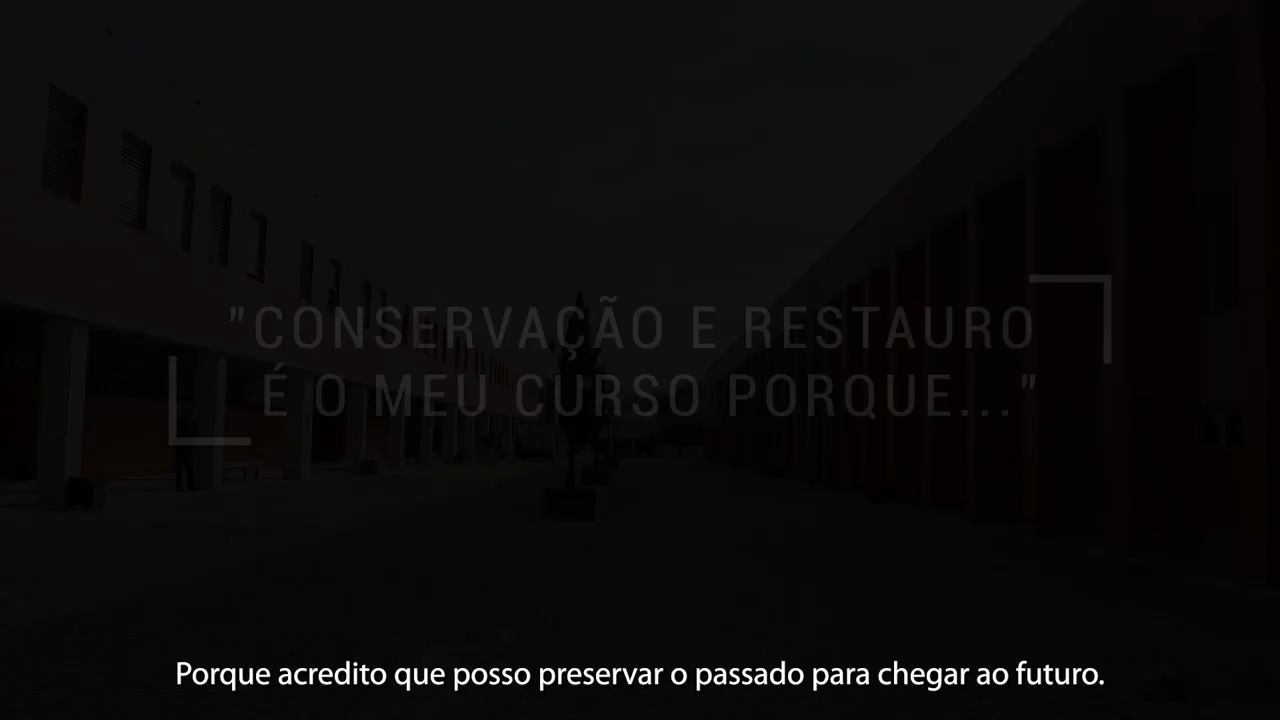 "CONSERVAÇÃO E RESTAURO
É O MEU CURSO PORQUE..."
Porque acredito que posso preservar o passado para chegar ao futuro.